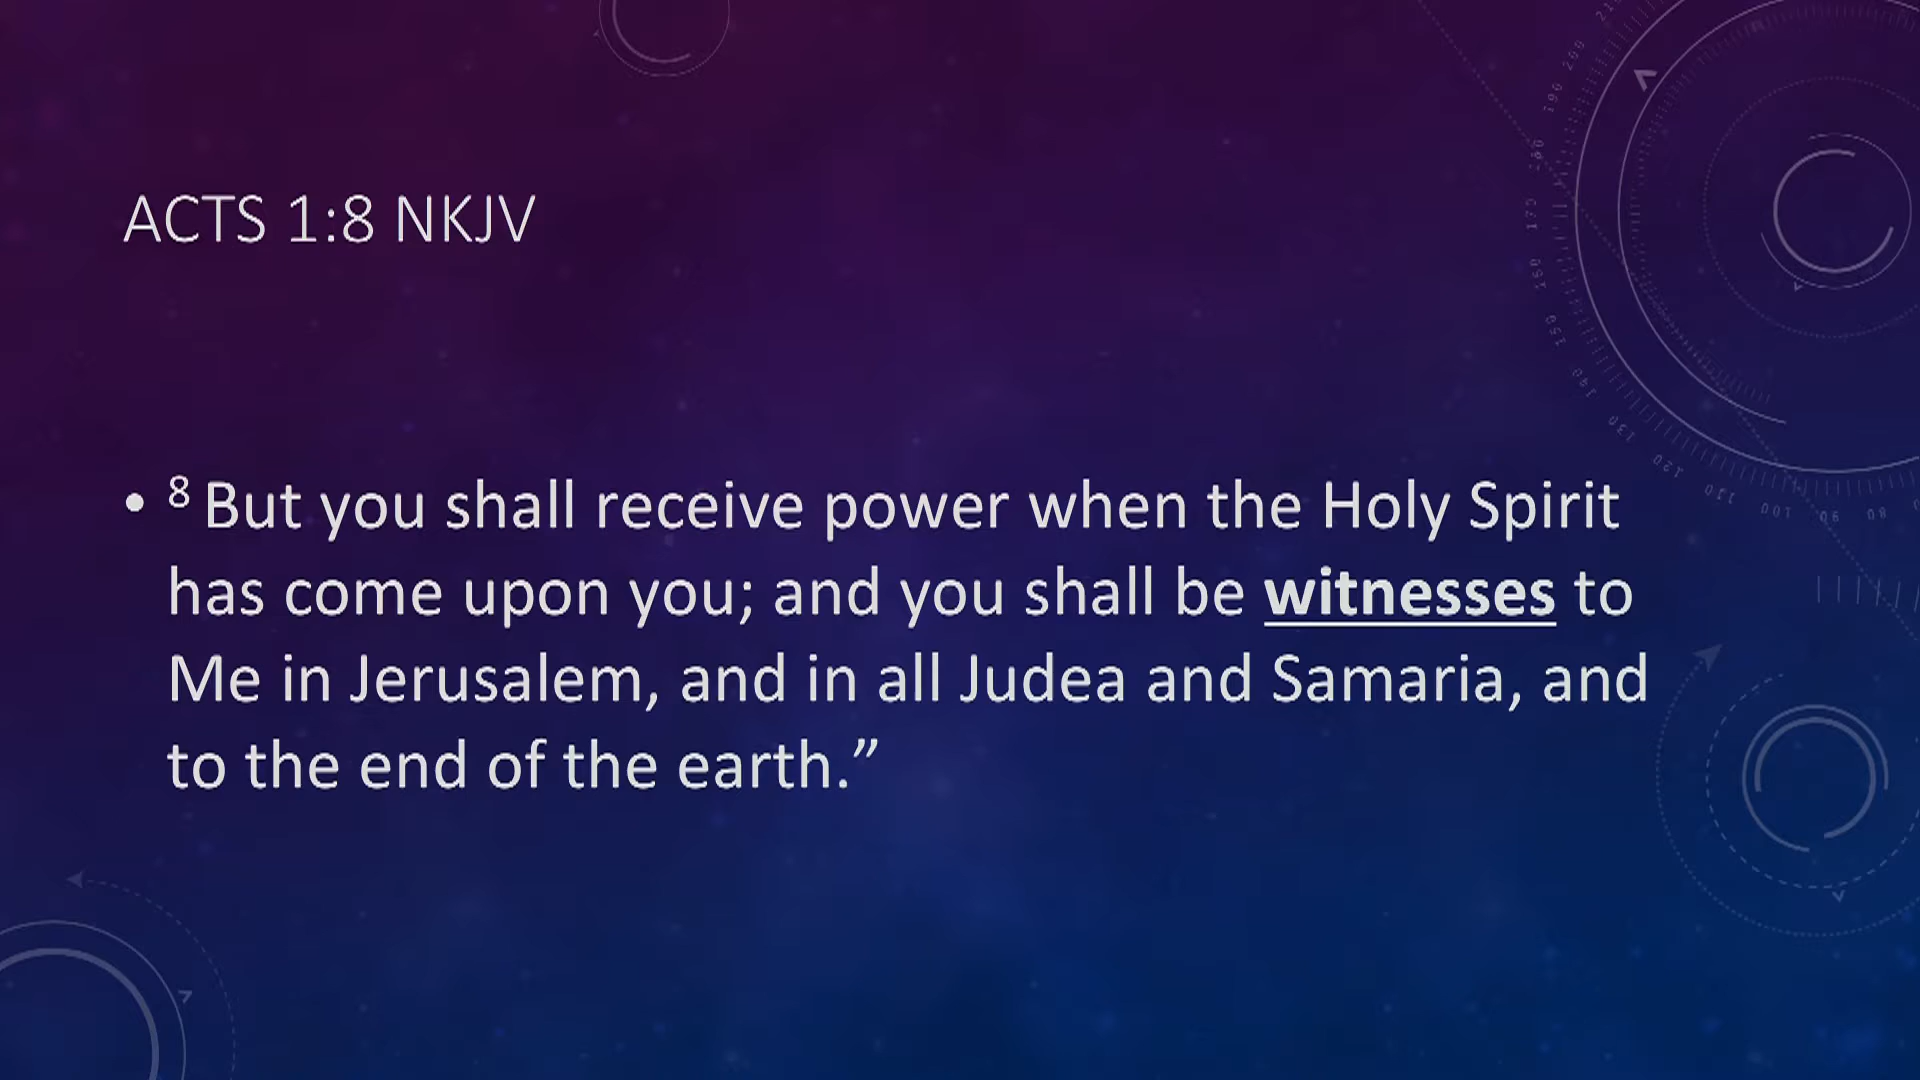 ACTS 1:8 NKJV
• ⁸ But you shall receive power when the Holy Spirit
has come upon you; and you shall be witnesses to
Me in Jerusalem, and in all Judea and Samaria, and
to the end of the earth.”